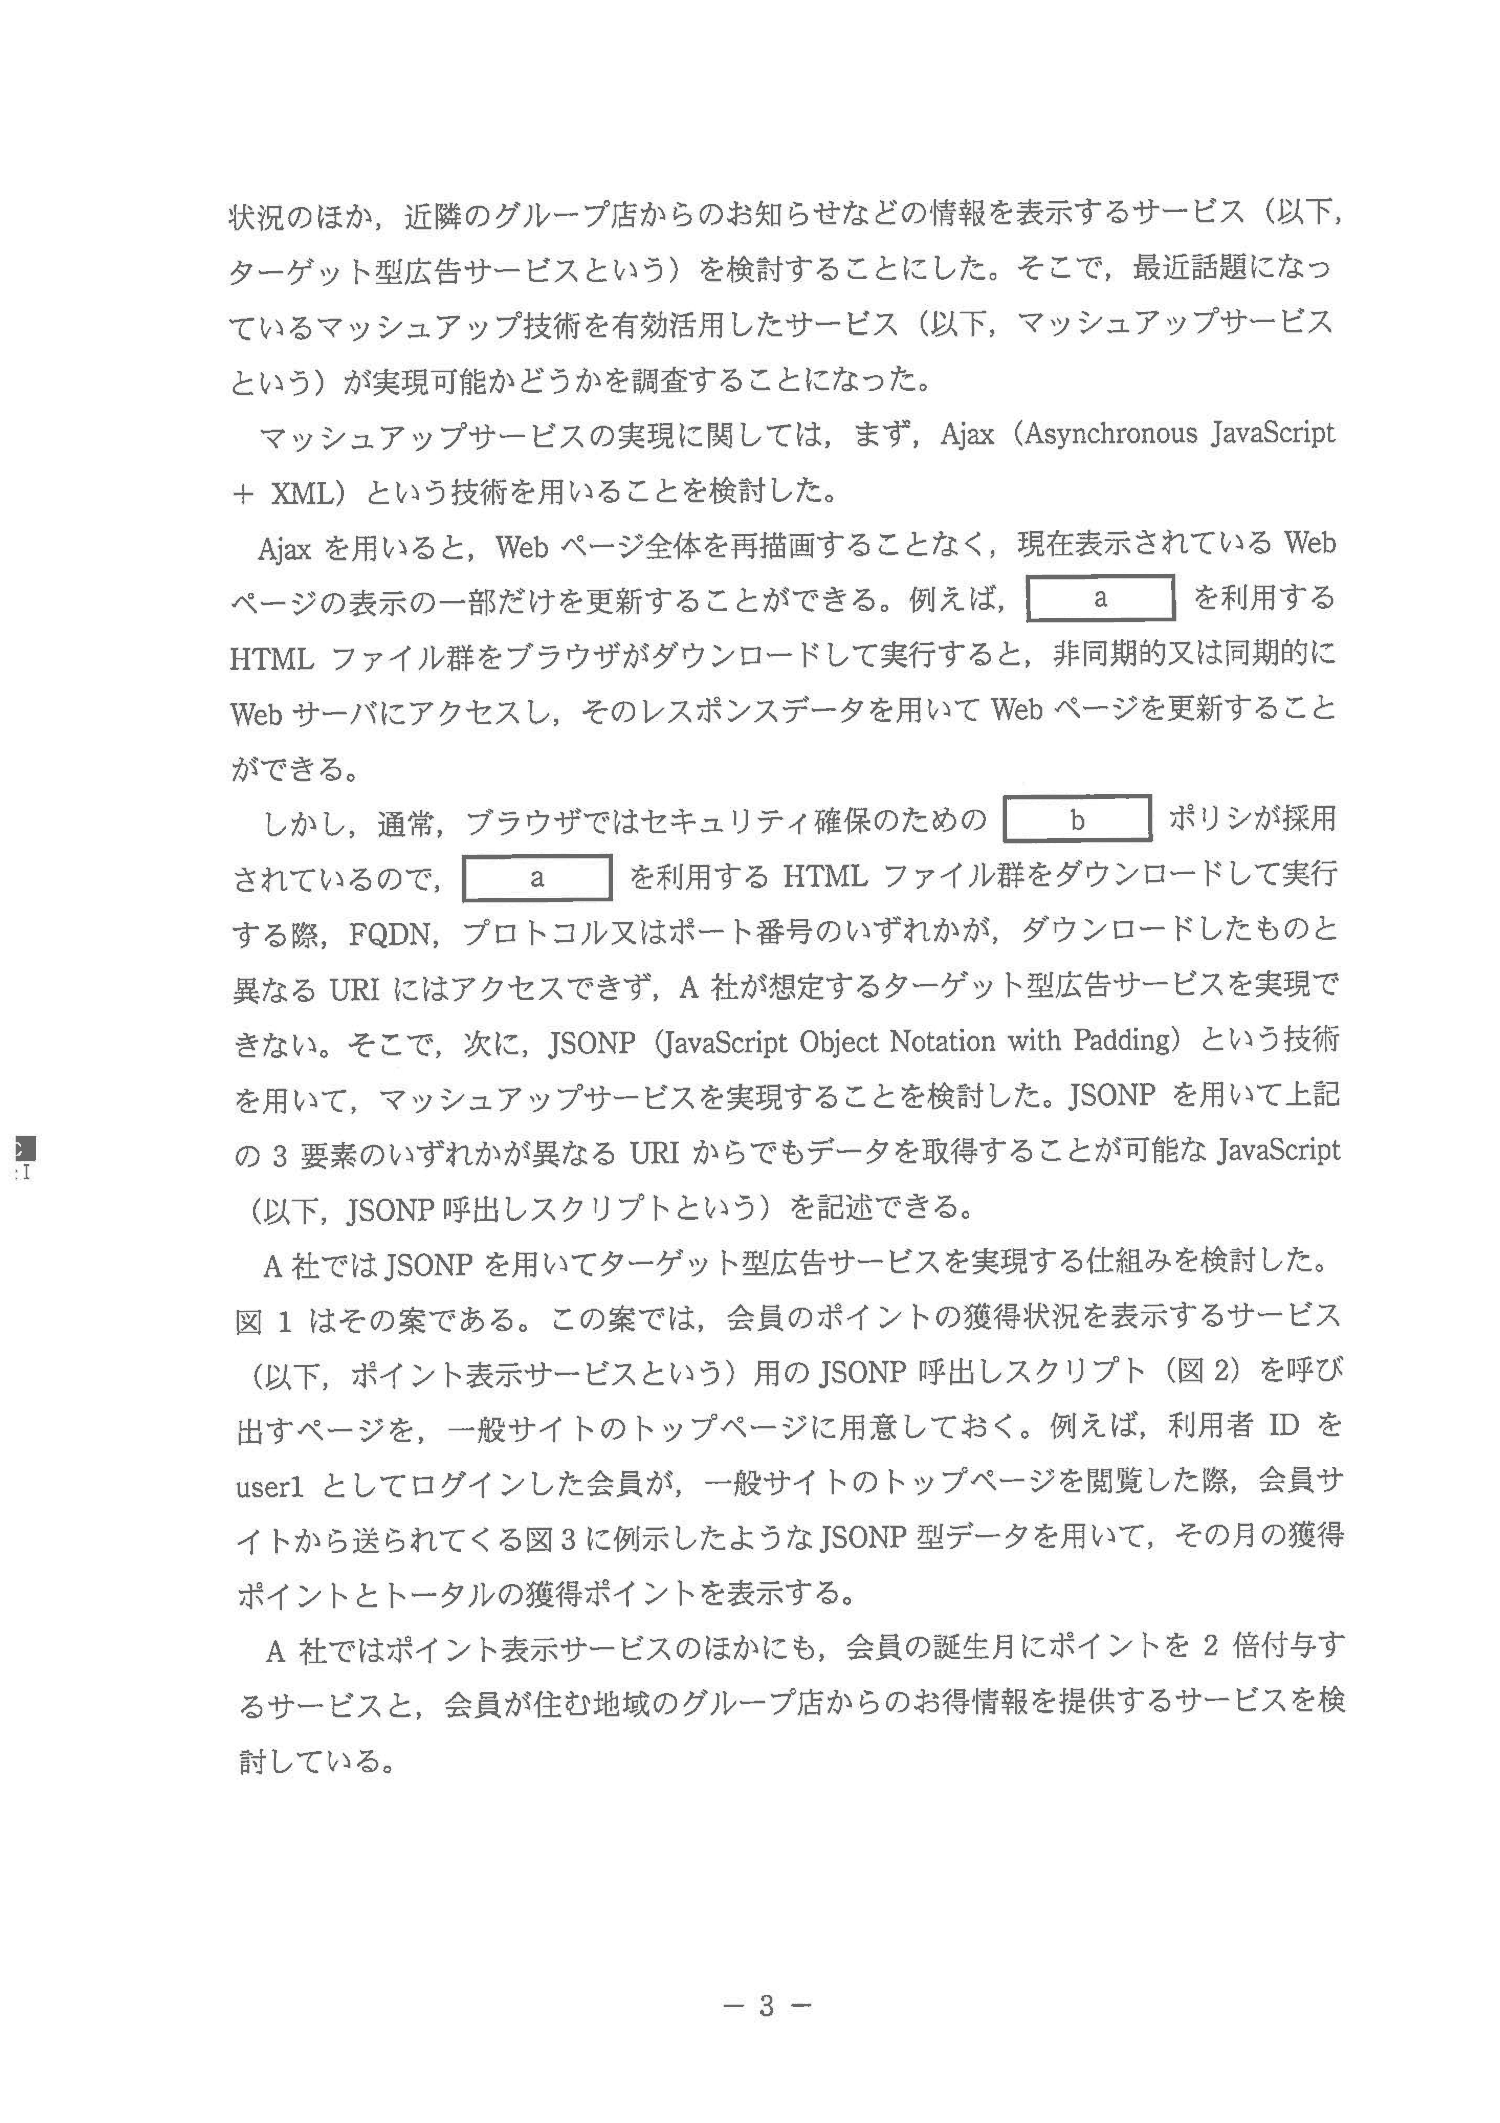 状況のほか，近隣のグループ店からのお知らせなどの情報を表示するサービス（以下，
ターゲット型広告サービスという）を検討することにした。そこで，最近話題になっ
ているマッシュアップ技術を有効活用したサービス（以下，マッシュアップサービス
という）が実現可能かどうかを調査することになった。
マッシュアップサービスの実現に関しては，まず，Ajax（Asynchronous JavaScript
＋ XML）という技術を用いることを検討した。
Ajax を用いると，Web ページ全体を再描画することなく，現在表示されている Web
ページの表示の一部だけを更新することができる。例えば， a を利用する
HTML ファイル群をブラウザがダウンロードして実行すると，非同期的又は同期的に
Web サーバにアクセスし，そのレスポンスデータを用いて Web ページを更新すること
ができる。
しかし，通常，ブラウザではセキュリティ確保のための b ポリシが採用
されているので， a を利用する HTML ファイル群をダウンロードして実行
する際，FQDN，プロトコル又はポート番号のいずれかが，ダウンロードしたものと
異なる URI にはアクセスできず，A 社が想定するターゲット型広告サービスを実現で
きない。そこで，次に，JSONP（JavaScript Object Notation with Padding）という技術
を用いて，マッシュアップサービスを実現することを検討した。JSONP を用いて上記
の 3 要素のいずれかが異なる URI からでもデータを取得することが可能な JavaScript
（以下，JSONP 呼出しスクリプトという）を記述できる。
A 社では JSONP を用いてターゲット型広告サービスを実現する仕組みを検討した。
図 1 はその案である。この案では，会員のポイントの獲得状況を表示するサービス
（以下，ポイント表示サービスという）用の JSONP 呼出しスクリプト（図 2）を呼び
出すページを，一般サイトのトップページに用意しておく。例えば，利用者 ID を
user1 としてログインした会員が，一般サイトのトップページを閲覧した際，会員サ
イトから送られてくる図 3 に例示したような JSONP 型データを用いて，その月の獲得
ポイントとトータルの獲得ポイントを表示する。
A 社ではポイント表示サービスのほかにも，会員の誕生月にポイントを 2 倍付与す
るサービスと，会員が住む地域のグループ店からのお得情報を提供するサービスを検
討している。
－ 3 －